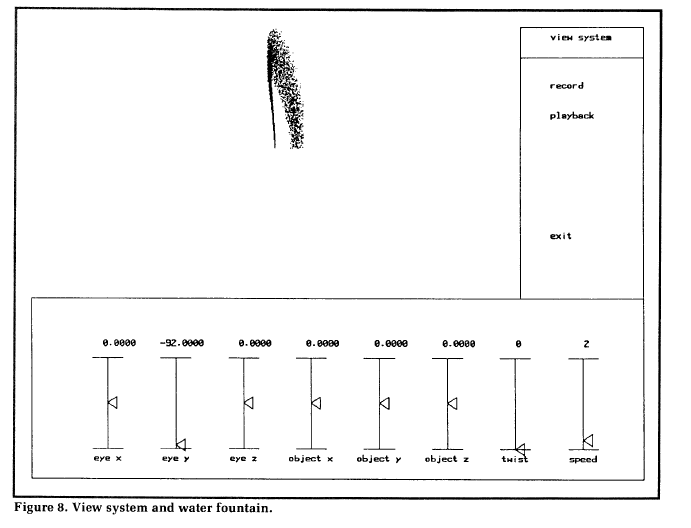 view system
record
playback
exit
0.0000 -92.0000 0.0000 0.0000 0.0000 0.0000 0 2
eye x eye y eye z object x object y object z twist speed
Figure 8. View system and water fountain.